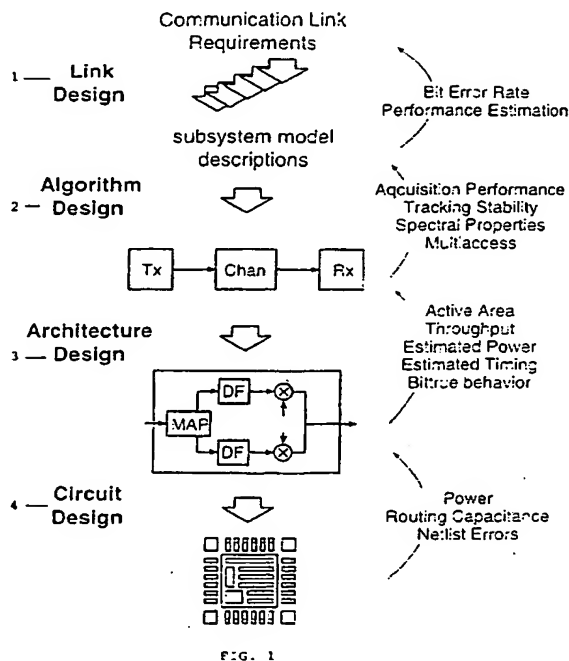 Communication Link
Requirements
1 — Link
Design
Bit Error Rate
Performance Estimation
subsystem model
descriptions
2 — Algorithm
Design
Aqcuisition Performance
Tracking Stability
Spectral Properties
Multiaccess
Tx
Chan
Rx
3 — Architecture
Design
Active Area
Throughput
Estimated Power
Estimated Timing
Bittrue behavior
MAP
DF
DF
4 — Circuit
Design
Power
Routing Capacitance
Netlist Errors
FIG. 1